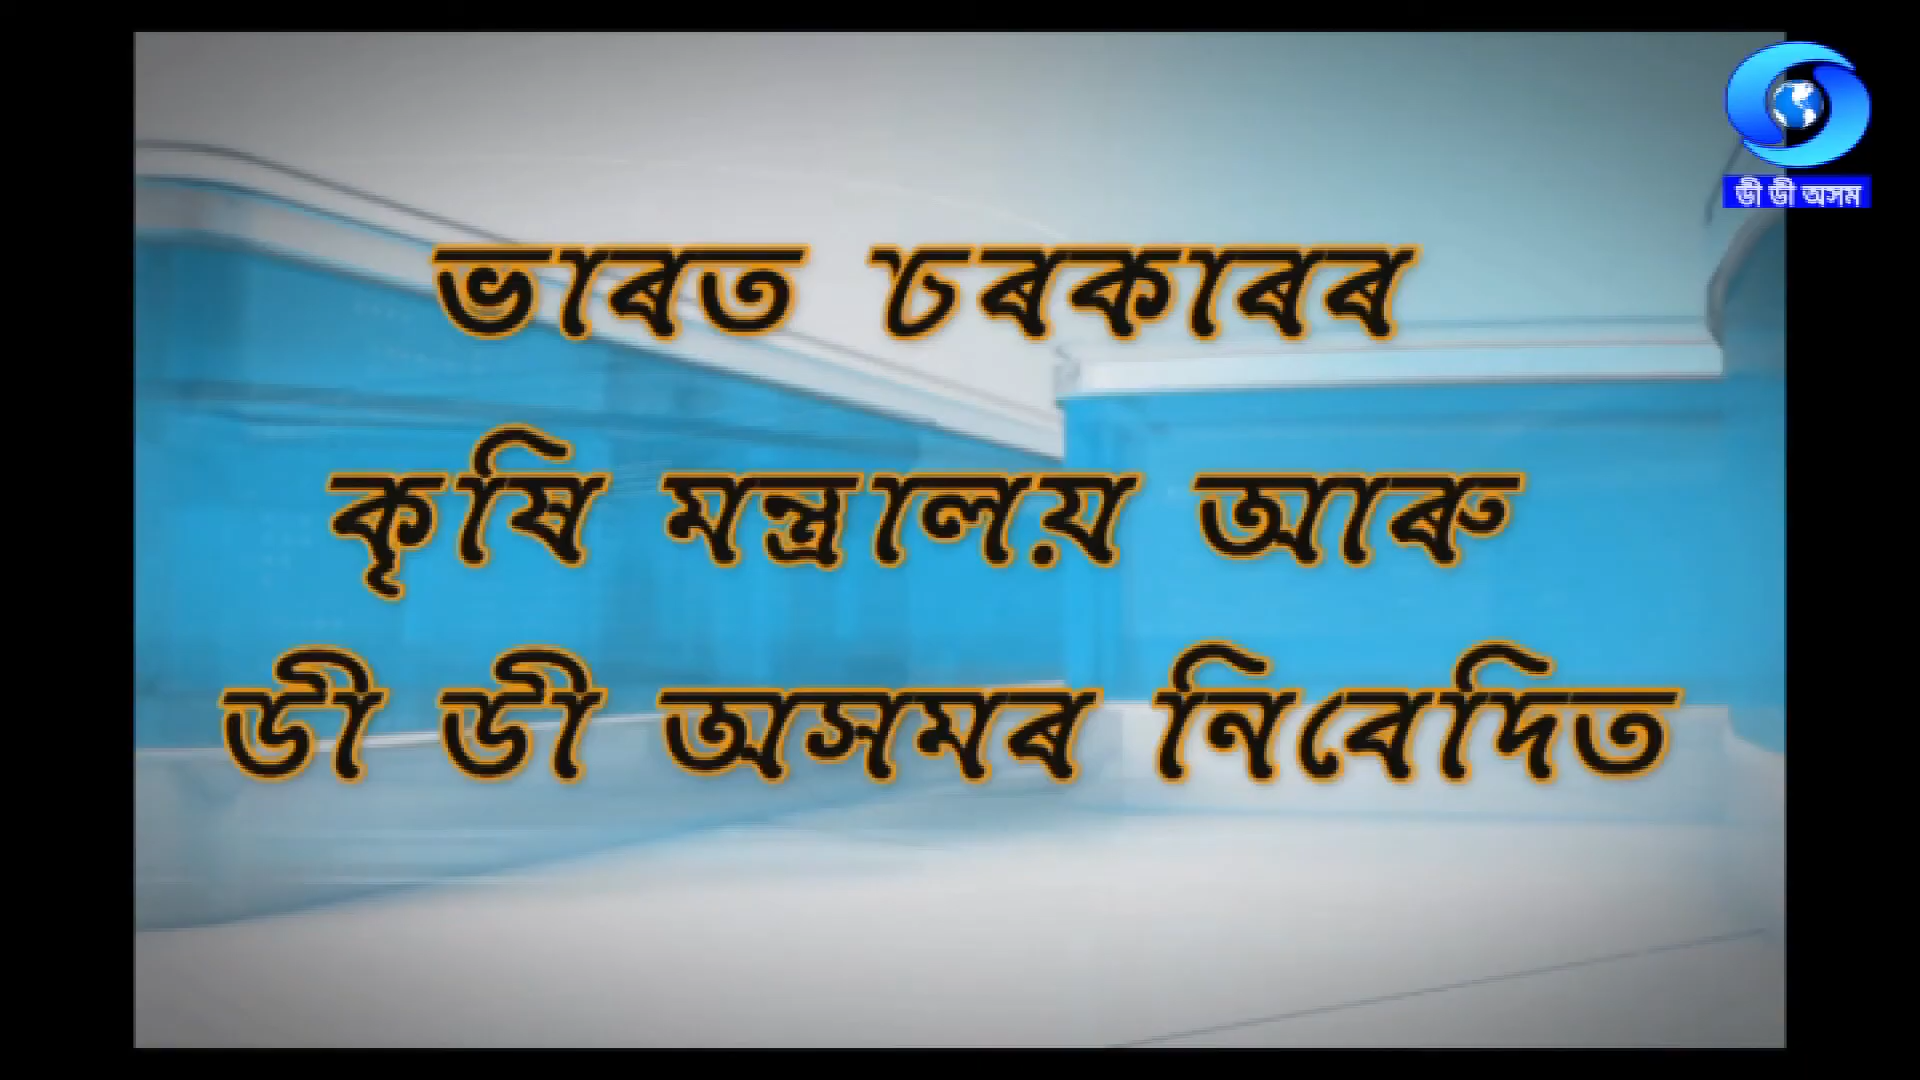 ডী ডী অসম
ভাৰত চৰকাৰৰ
কৃষি মন্ত্ৰালয় আৰু
ডী ডী অসমৰ নিবেদিত